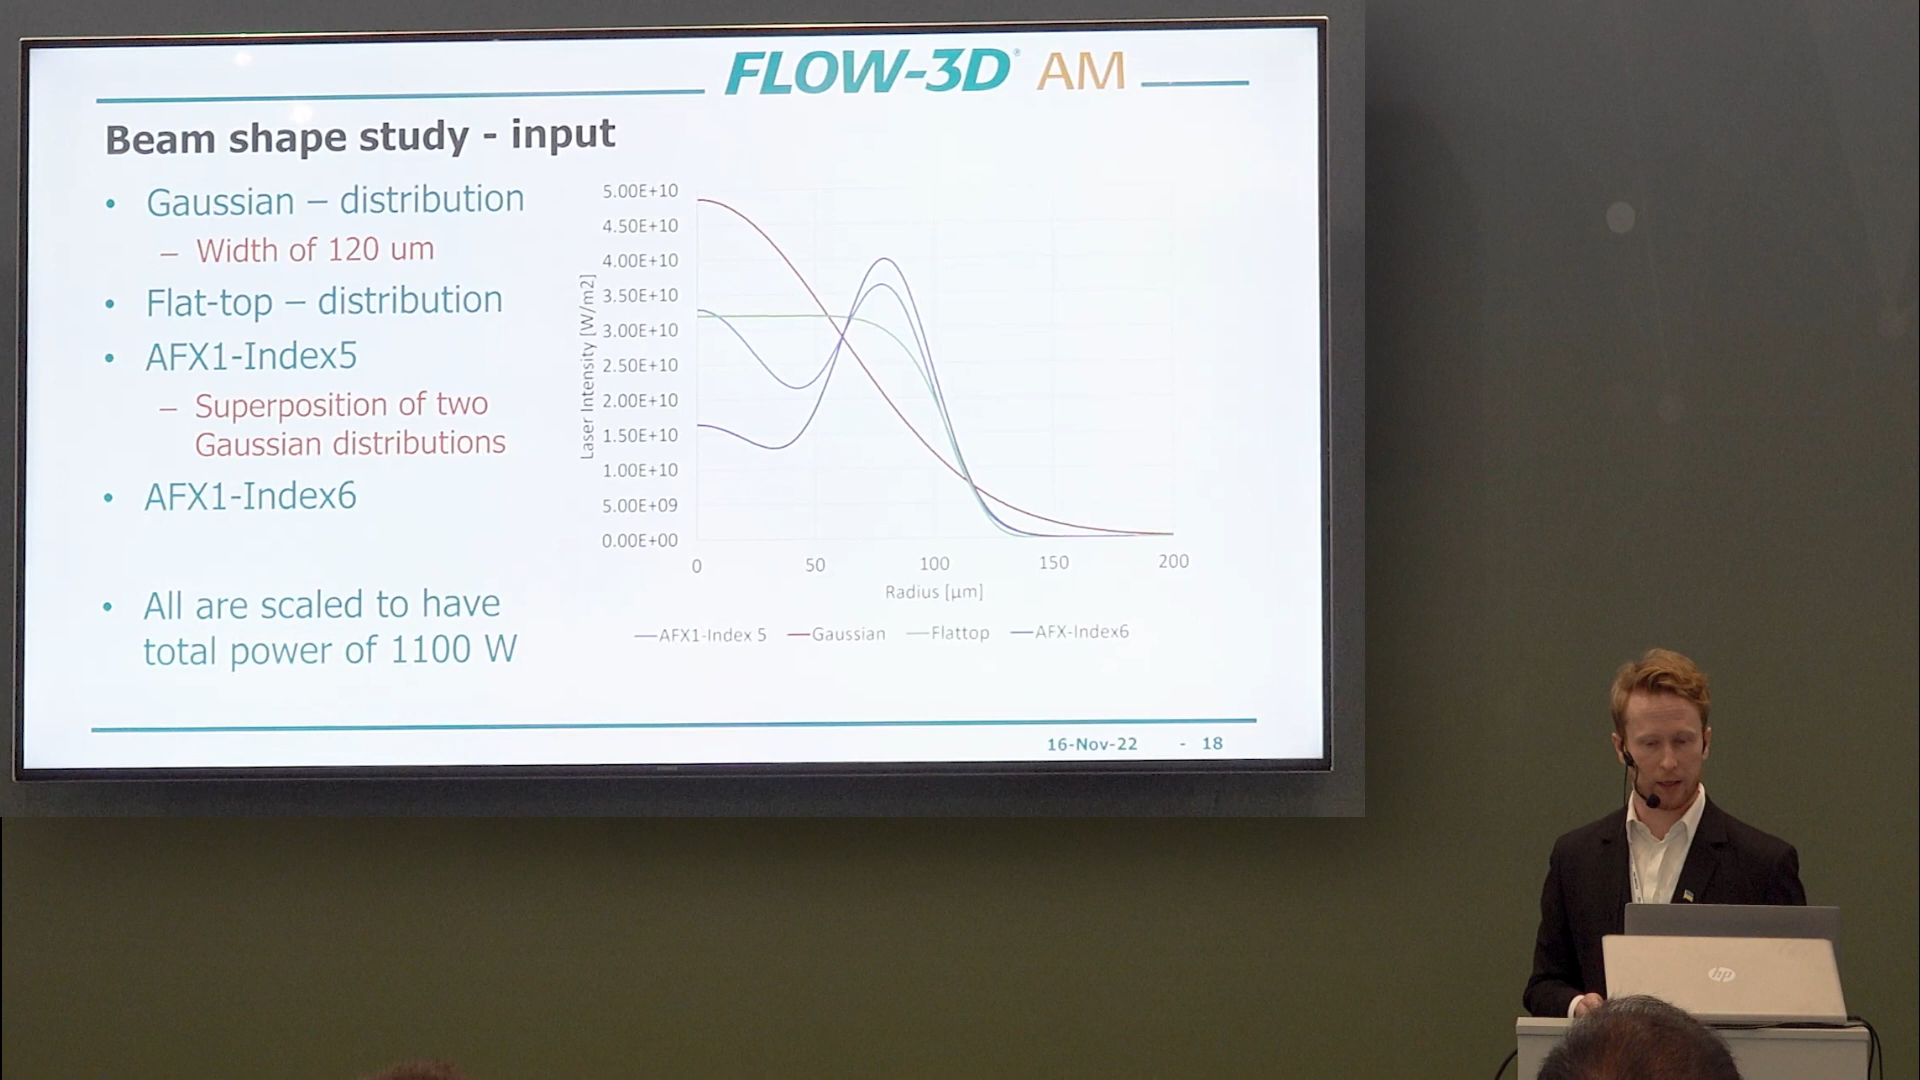 FLOW-3D® AM
Beam shape study - input
• Gaussian – distribution
– Width of 120 um
• Flat-top – distribution
• AFX1-Index5
– Superposition of two
Gaussian distributions
• AFX1-Index6
• All are scaled to have
total power of 1100 W
Laser Intensity [W/m2]
5.00E+10
4.50E+10
4.00E+10
3.50E+10
3.00E+10
2.50E+10
2.00E+10
1.50E+10
1.00E+10
5.00E+09
0.00E+00
0 50 100 150 200
Radius [µm]
AFX1-Index 5 Gaussian Flattop AFX-Index6
16-Nov-22 - 18
hp